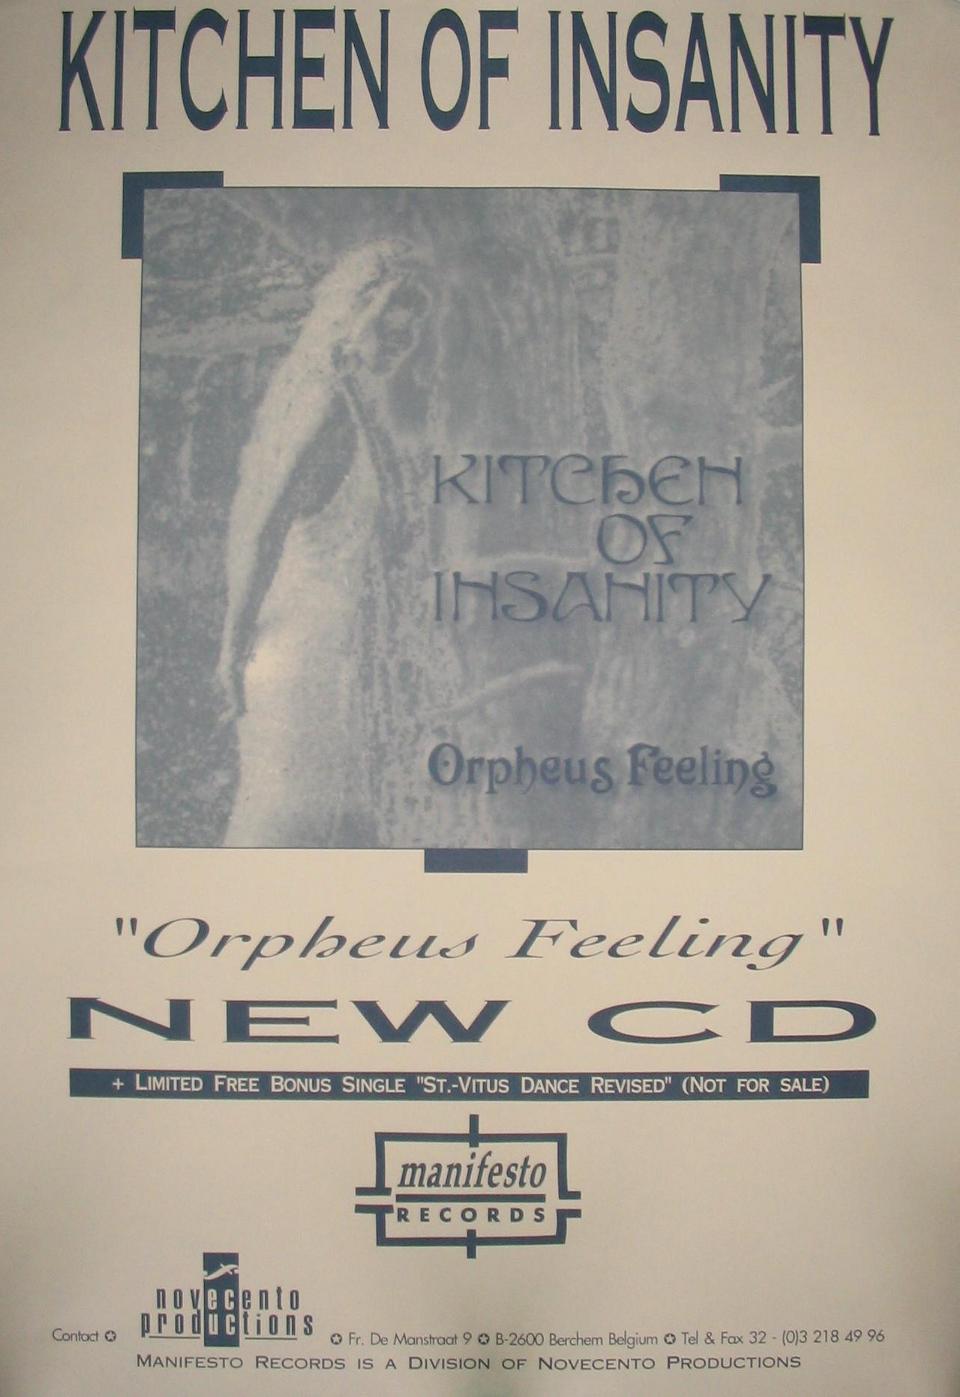 KITCHEN OF INSANITY
KITCHEN
OF
INSANITY
Orpheus Feeling
"Orpheus Feeling"
NEW CD
+ LIMITED FREE BONUS SINGLE "ST.-VITUS DANCE REVISED" (NOT FOR SALE)
manifesto
RECORDS
novecento
productions
Contact ✪ ✪ Fr. De Manstraat 9 ✪ B-2600 Berchem Belgium ✪ Tel & Fax 32 - (0)3 218 49 96
MANIFESTO RECORDS IS A DIVISION OF NOVECENTO PRODUCTIONS